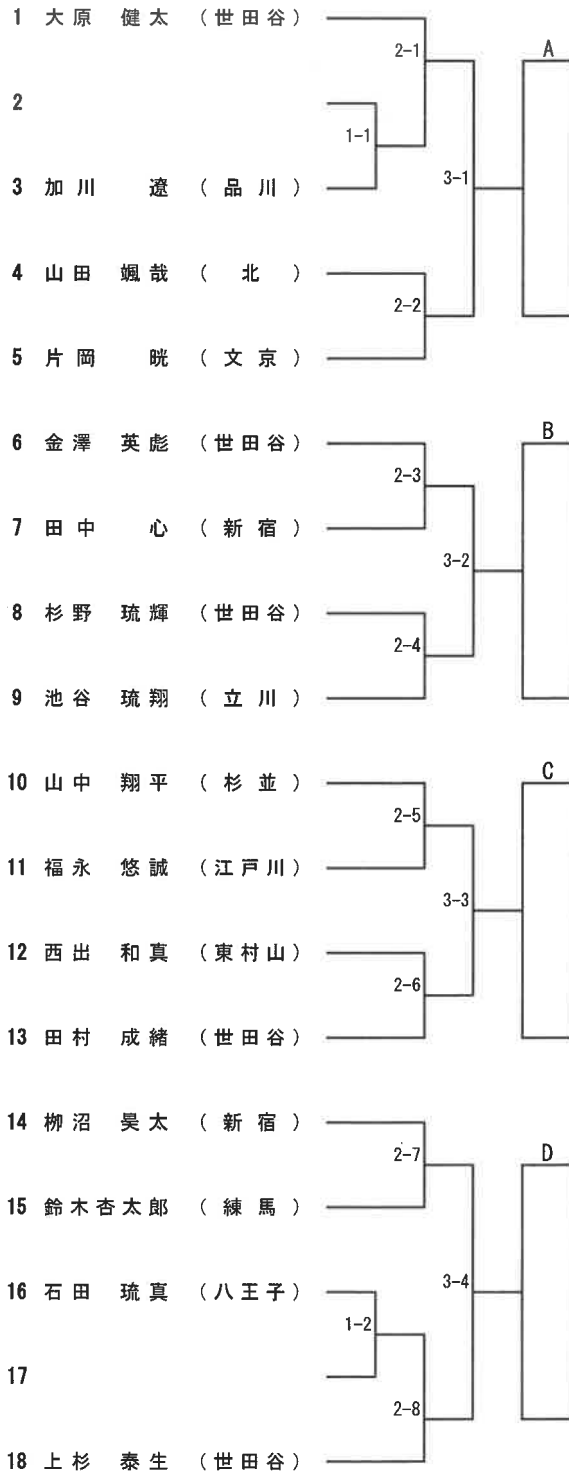 1 大原 健太 (世田谷)
2-1
A
2
1-1
3 加川 遼 (品川)
3-1
4 山田 颯哉 (北)
2-2
5 片岡 晄 (文京)
6 金澤 英彪 (世田谷)
B
2-3
7 田中 心 (新宿)
3-2
8 杉野 琉輝 (世田谷)
2-4
9 池谷 琉翔 (立川)
10 山中 翔平 (杉並)
C
2-5
11 福永 悠誠 (江戸川)
3-3
12 西出 和真 (東村山)
2-6
13 田村 成緒 (世田谷)
14 栁沼 昊太 (新宿)
2-7
D
15 鈴木杏太郎 (練馬)
16 石田 琉真 (八王子)
3-4
1-2
17
2-8
18 上杉 泰生 (世田谷)